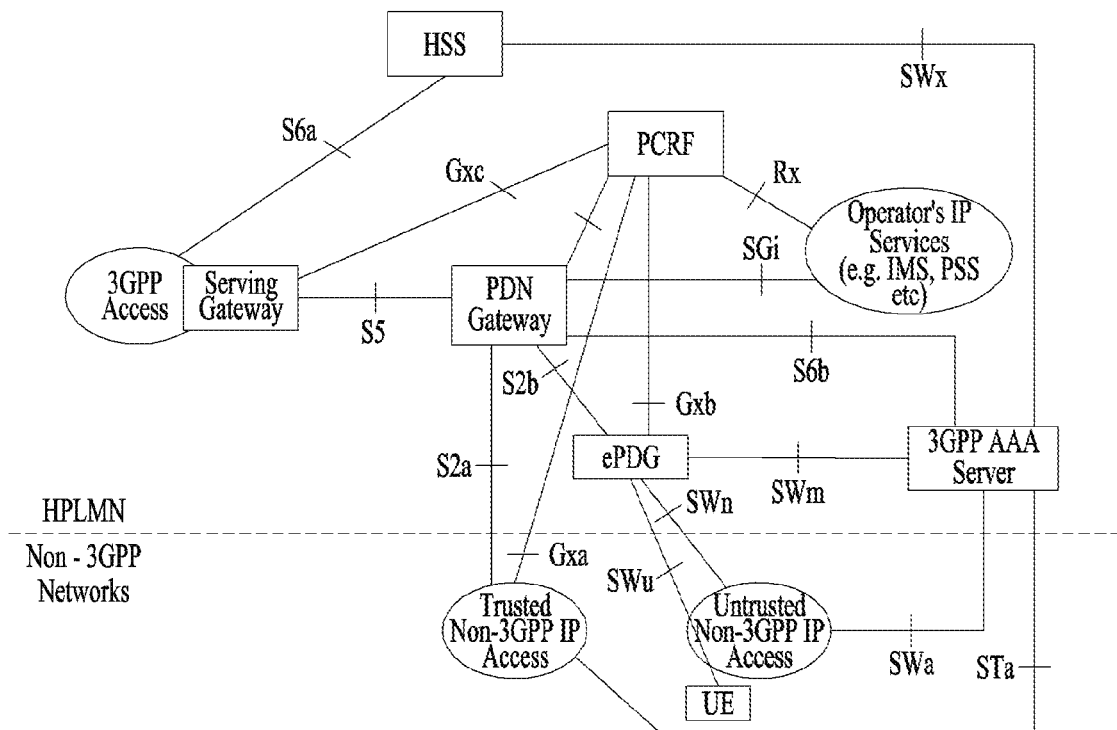 HSS
SWx
S6a
PCRF
Gxc
Rx
Operator's IP
Services
(e.g. IMS, PSS
etc)
SGi
3GPP
Access
Serving
Gateway
PDN
Gateway
S5
S2b
S6b
Gxb
ePDG
3GPP AAA
Server
S2a
SWn
SWm
HPLMN
Non - 3GPP
Networks
Gxa
SWu
Trusted
Non-3GPP IP
Access
Untrusted
Non-3GPP IP
Access
SWa
STa
UE